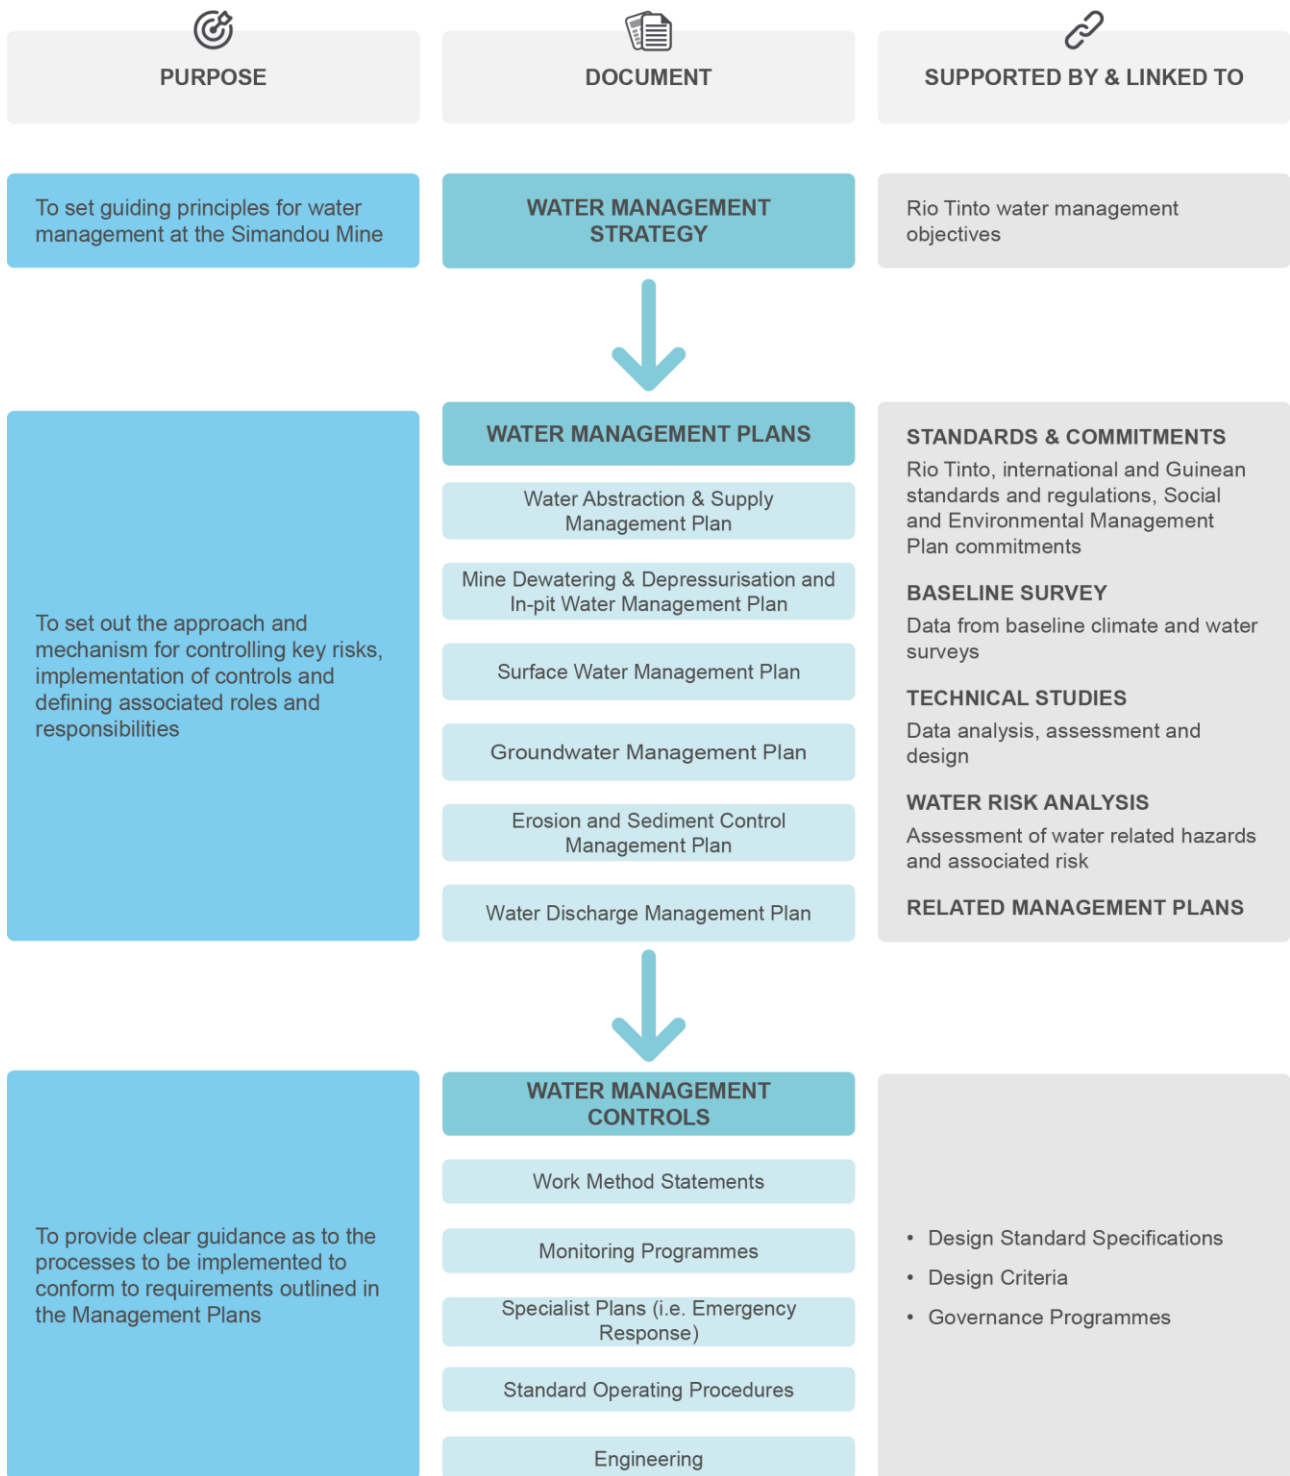 PURPOSE
DOCUMENT
SUPPORTED BY & LINKED TO
To set guiding principles for water
management at the Simandou Mine
WATER MANAGEMENT
STRATEGY
Rio Tinto water management
objectives
To set out the approach and
mechanism for controlling key risks,
implementation of controls and
defining associated roles and
responsibilities
WATER MANAGEMENT PLANS
Water Abstraction & Supply
Management Plan
Mine Dewatering & Depressurisation and
In-pit Water Management Plan
Surface Water Management Plan
Groundwater Management Plan
Erosion and Sediment Control
Management Plan
Water Discharge Management Plan
STANDARDS & COMMITMENTS
Rio Tinto, international and Guinean
standards and regulations, Social
and Environmental Management
Plan commitments
BASELINE SURVEY
Data from baseline climate and water
surveys
TECHNICAL STUDIES
Data analysis, assessment and
design
WATER RISK ANALYSIS
Assessment of water related hazards
and associated risk
RELATED MANAGEMENT PLANS
To provide clear guidance as to the
processes to be implemented to
conform to requirements outlined in
the Management Plans
WATER MANAGEMENT
CONTROLS
Work Method Statements
Monitoring Programmes
Specialist Plans (i.e. Emergency
Response)
Standard Operating Procedures
Engineering
• Design Standard Specifications
• Design Criteria
• Governance Programmes